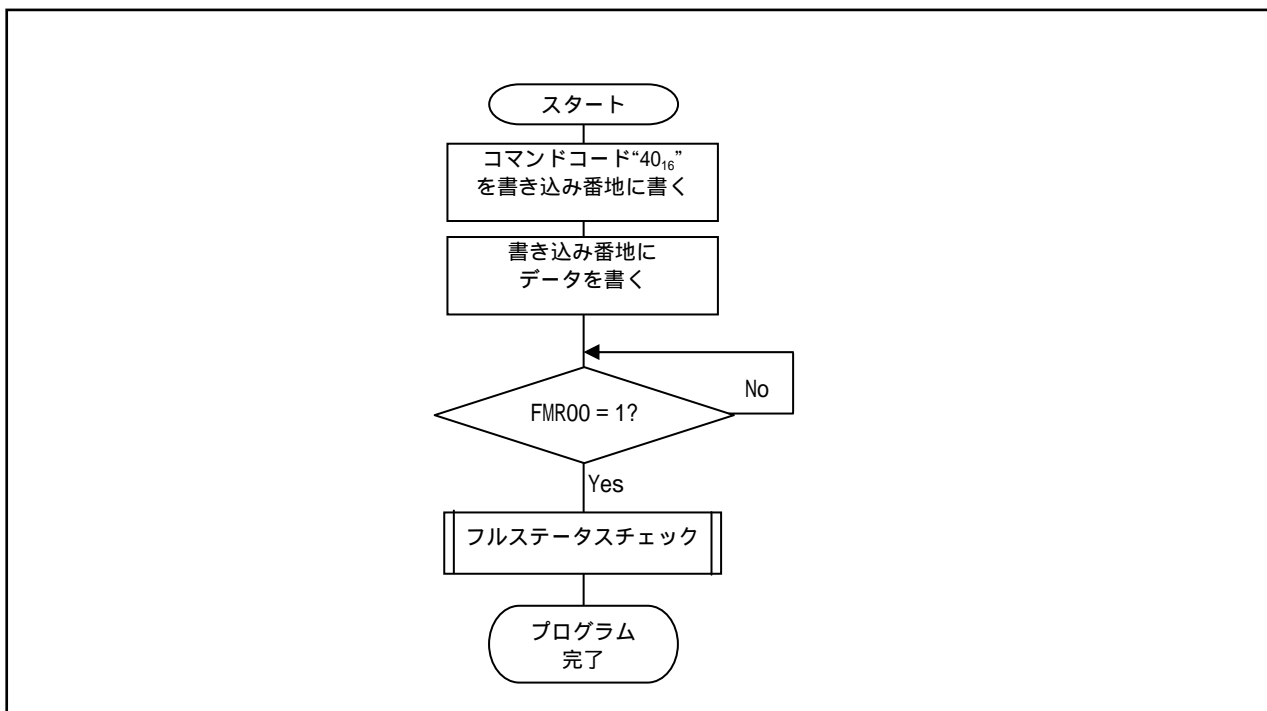 スタート
コマンドコード“40₁₆”
を書き込み番地に書く
書き込み番地に
データを書く
No
FMR00 = 1?
Yes
フルステータスチェック
プログラム
完了